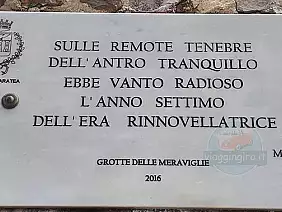 SULLE REMOTE TENEBRE
DELL'ANTRO TRANQUILLO
EBBE VANTO RADIOSO
L'ANNO SETTIMO
DELL'ERA RINNOVELLATRICE
GROTTE DELLE MERAVIGLIE
2016